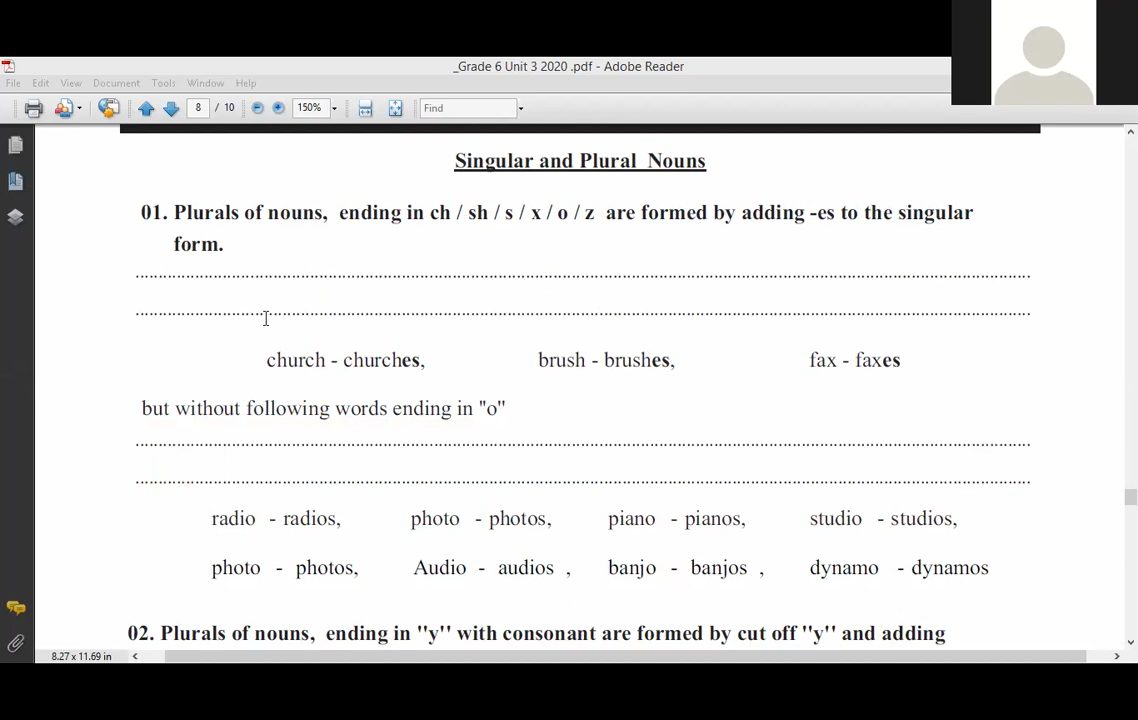 _Grade 6 Unit 3 2020 .pdf - Adobe Reader
File Edit View Document Tools Window Help
8 / 10 150% Find
Singular and Plural Nouns
01. Plurals of nouns, ending in ch / sh / s / x / o / z are formed by adding -es to the singular
form.
church - churches, brush - brushes, fax - faxes
but without following words ending in "o"
radio - radios, photo - photos, piano - pianos, studio - studios,
photo - photos, Audio - audios , banjo - banjos , dynamo - dynamos
02. Plurals of nouns, ending in "y" with consonant are formed by cut off "y" and adding
8.27 x 11.69 in